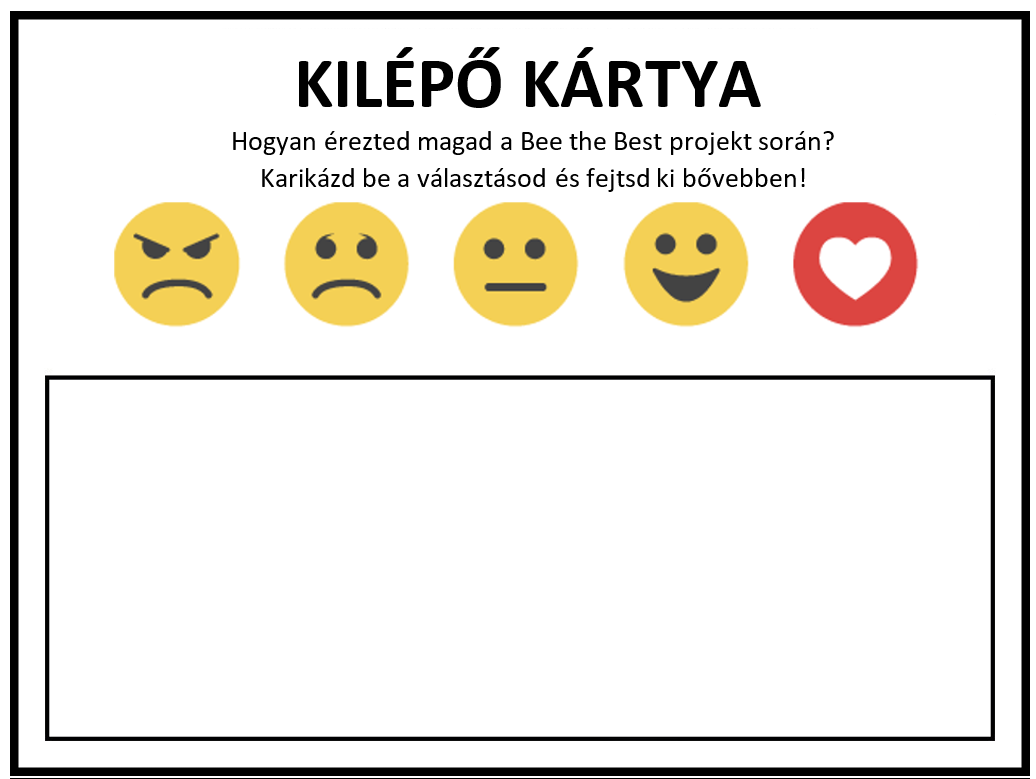 KILÉPŐ KÁRTYA
Hogyan érezted magad a Bee the Best projekt során?
Karikázd be a választásod és fejtsd ki bővebben!